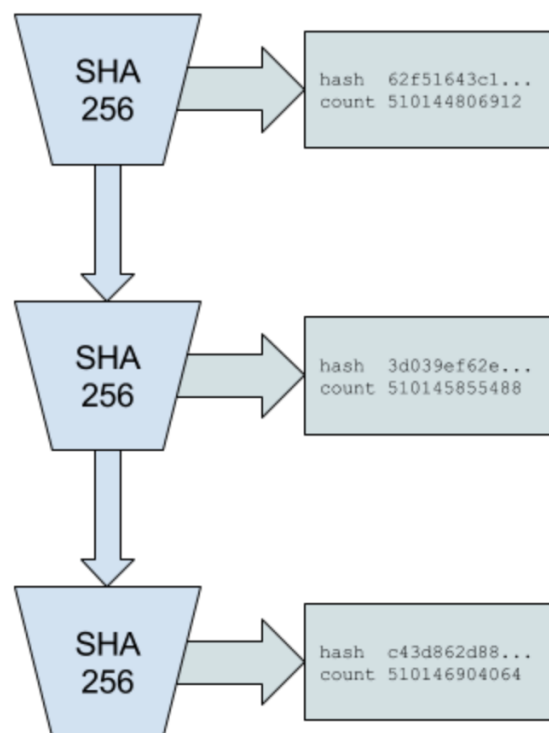 SHA
256
hash 62f51643c1...
count 510144806912
SHA
256
hash 3d039ef62e...
count 510145855488
SHA
256
hash c43d862d88...
count 510146904064